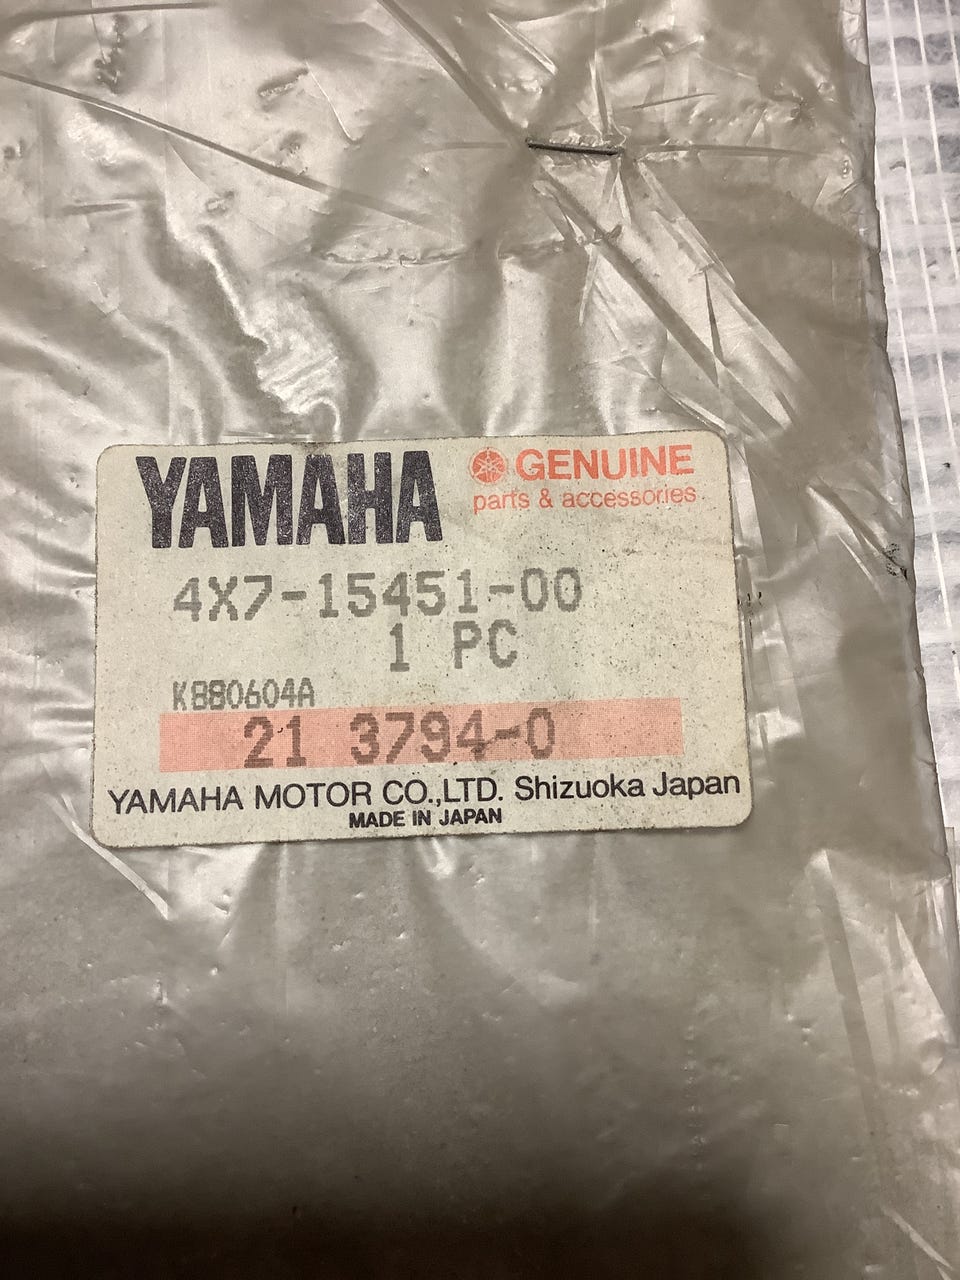 YAMAHA GENUINE
parts & accessories
4X7-15451-00
1 PC
K880604A
21 3794-0
YAMAHA MOTOR CO.,LTD. Shizuoka Japan
MADE IN JAPAN